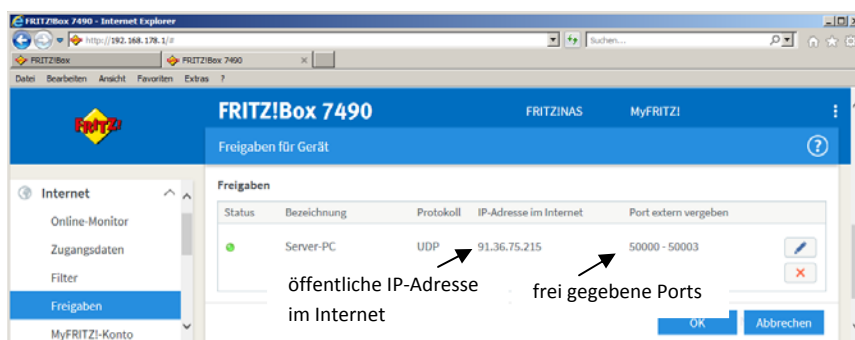 FRITZ!Box 7490 - Internet Explorer
http://192.168.178.1/#
Suchen...
FRITZ!Box
FRITZ!Box 7490
Datei Bearbeiten Ansicht Favoriten Extras ?
FRITZ!
FRITZ!Box 7490
FRITZ!NAS
MyFRITZ!
Freigaben für Gerät
?
Internet
Online-Monitor
Zugangsdaten
Filter
Freigaben
MyFRITZ!-Konto
Freigaben
Status Bezeichnung Protokoll IP-Adresse im Internet Port extern vergeben
Server-PC UDP 91.36.75.215 50000 - 50003
öffentliche IP-Adresse
im Internet
frei gegebene Ports
OK Abbrechen